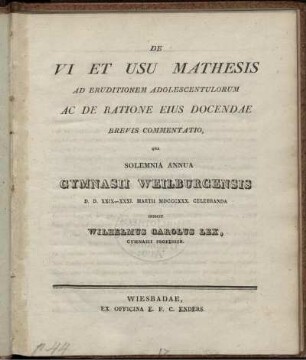 DE
VI ET USU MATHESIS
AD ERUDITIONEM ADOLESCENTULORUM
AC DE RATIONE EIUS DOCENDAE
BREVIS COMMENTATIO,
QUA
SOLEMNIA ANNUA
GYMNASII WEILBURGENSIS
D. D. XXIX—XXXI. MARTII MDCCCXXX. CELEBRANDA
INDICIT
WILHELMUS CAROLUS LEX,
GYMNASII PROFESSOR.
WIESBADAE,
EX OFFICINA E. F. C. ENDERS.